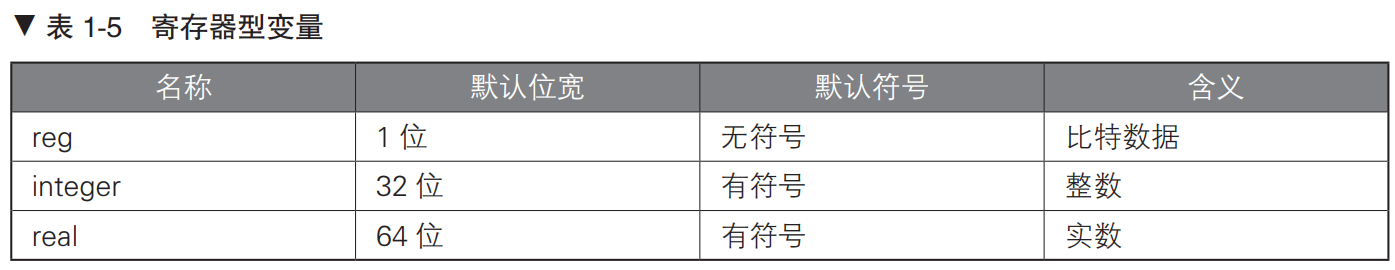 ▼ 表 1-5 寄存器型变量
名称 默认位宽 默认符号 含义
reg 1 位 无符号 比特数据
integer 32 位 有符号 整数
real 64 位 有符号 实数